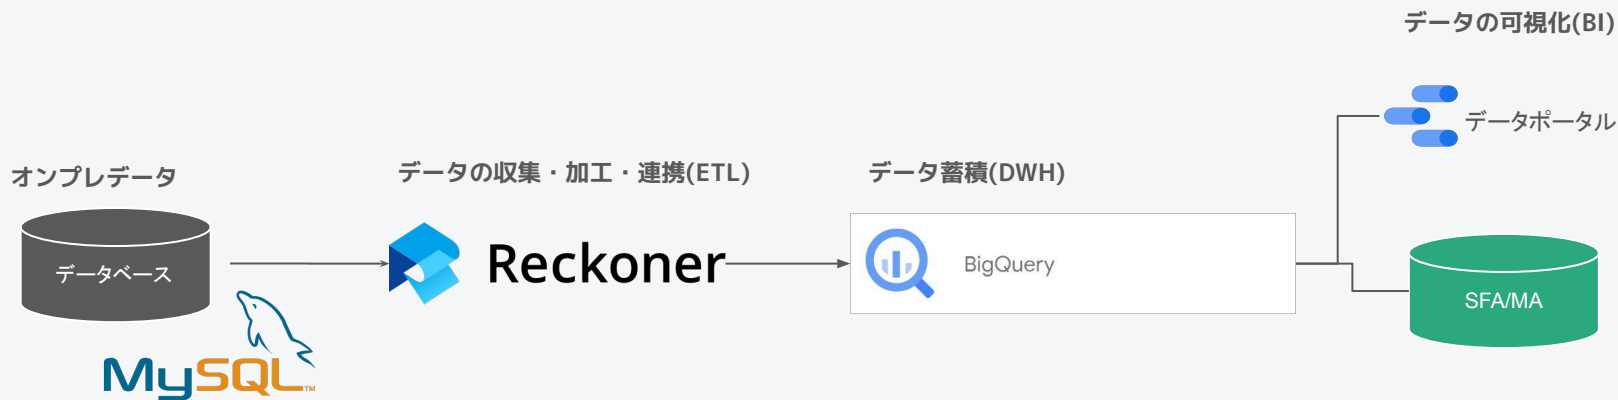 データの可視化(BI)
データポータル
オンプレデータ
データの収集・加工・連携(ETL)
データ蓄積(DWH)
データベース
Reckoner
BigQuery
SFA/MA
MySQL™